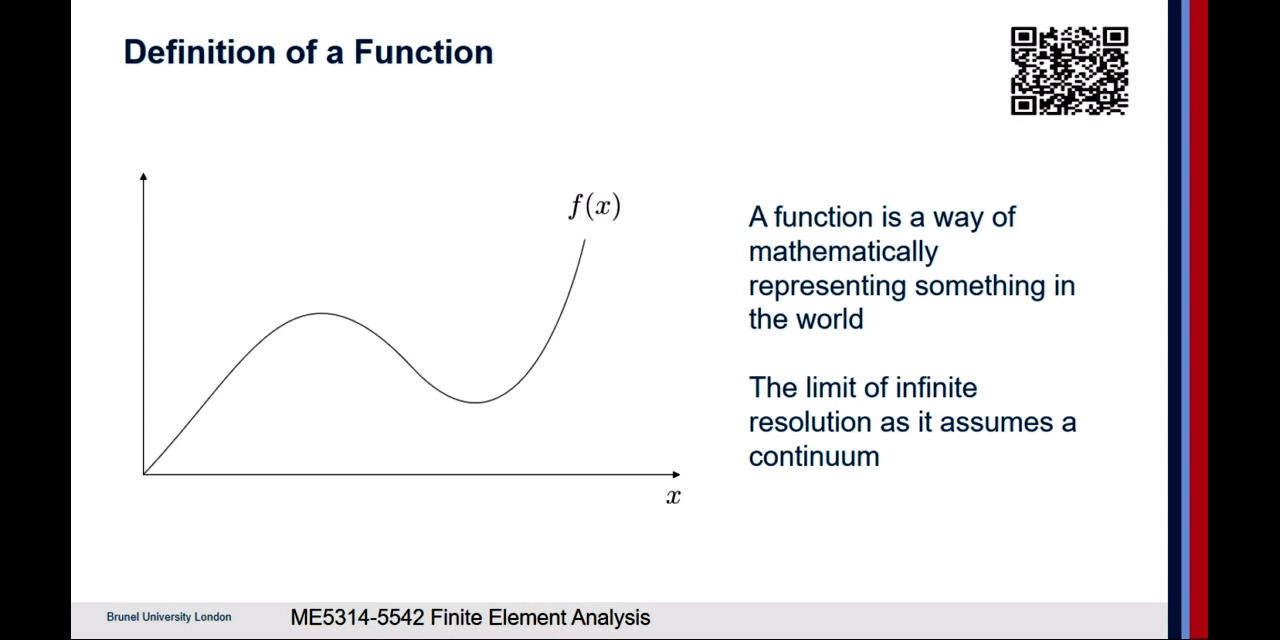 Definition of a Function
f(x)
A function is a way of
mathematically
representing something in
the world
The limit of infinite
resolution as it assumes a
continuum
x
Brunel University London
ME5314-5542 Finite Element Analysis